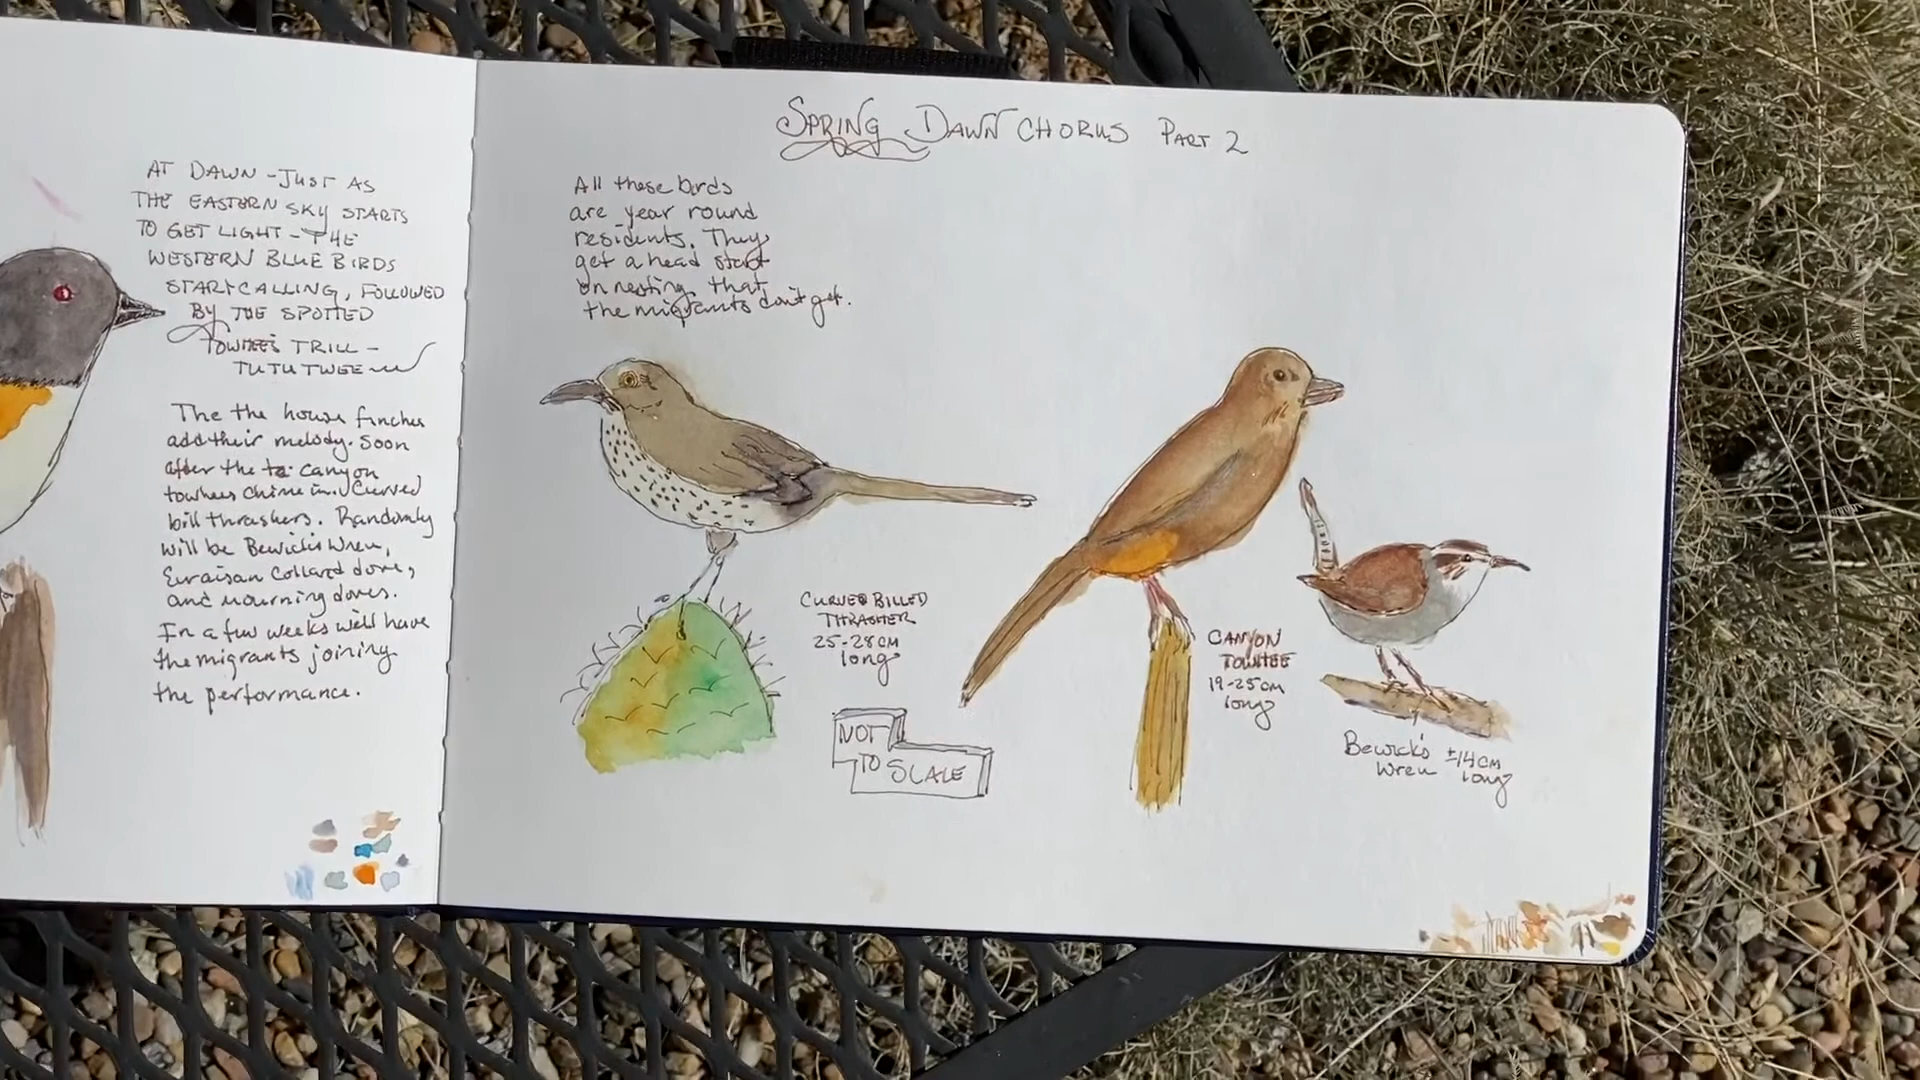 AT DAWN - JUST AS
THE EASTERN SKY STARTS
TO GET LIGHT - THE
WESTERN BLUE BIRDS
START CALLING, FOLLOWED
BY THE SPOTTED
TOWHEE'S TRILL -
TU TU TWEE
The the house finches
add their melody. Soon
after the to canyon
towhees chime in. Curved
bill thrashers. Randomly
will be Bewick's Wren,
Euraisan Collard dove,
and mourning doves.
In a few weeks we'll have
the migrants joining
the performance.
SPRING DAWN CHORUS PART 2
All these birds
are year round
residents. They
get a head start
on nesting that
the migrants don't get.
CURVED BILLED
THRASHER
25-28cm
long
NOT
TO SCALE
CANYON
TOWHEE
19-25cm
long
Bewick's ±14cm
Wren long